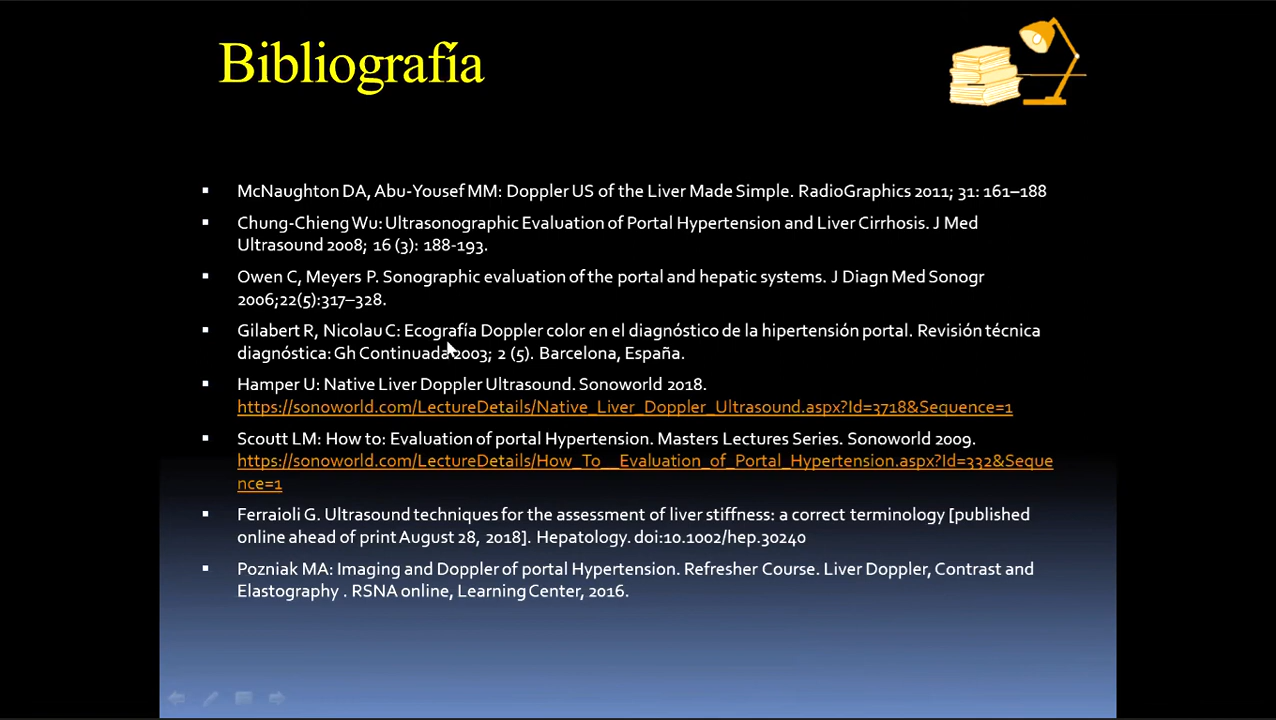 Bibliografía
▪ McNaughton DA, Abu-Yousef MM: Doppler US of the Liver Made Simple. RadioGraphics 2011; 31: 161–188
▪ Chung-Chieng Wu: Ultrasonographic Evaluation of Portal Hypertension and Liver Cirrhosis. J Med
Ultrasound 2008; 16 (3): 188-193.
▪ Owen C, Meyers P. Sonographic evaluation of the portal and hepatic systems. J Diagn Med Sonogr
2006;22(5):317–328.
▪ Gilabert R, Nicolau C: Ecografía Doppler color en el diagnóstico de la hipertensión portal. Revisión técnica
diagnóstica: Gh Continuada 2003; 2 (5). Barcelona, España.
▪ Hamper U: Native Liver Doppler Ultrasound. Sonoworld 2018.
https://sonoworld.com/LectureDetails/Native_Liver_Doppler_Ultrasound.aspx?Id=3718&Sequence=1
▪ Scoutt LM: How to: Evaluation of portal Hypertension. Masters Lectures Series. Sonoworld 2009.
https://sonoworld.com/LectureDetails/How_To__Evaluation_of_Portal_Hypertension.aspx?Id=332&Seque
nce=1
▪ Ferraioli G. Ultrasound techniques for the assessment of liver stiffness: a correct terminology [published
online ahead of print August 28, 2018]. Hepatology. doi:10.1002/hep.30240
▪ Pozniak MA: Imaging and Doppler of portal Hypertension. Refresher Course. Liver Doppler, Contrast and
Elastography . RSNA online, Learning Center, 2016.